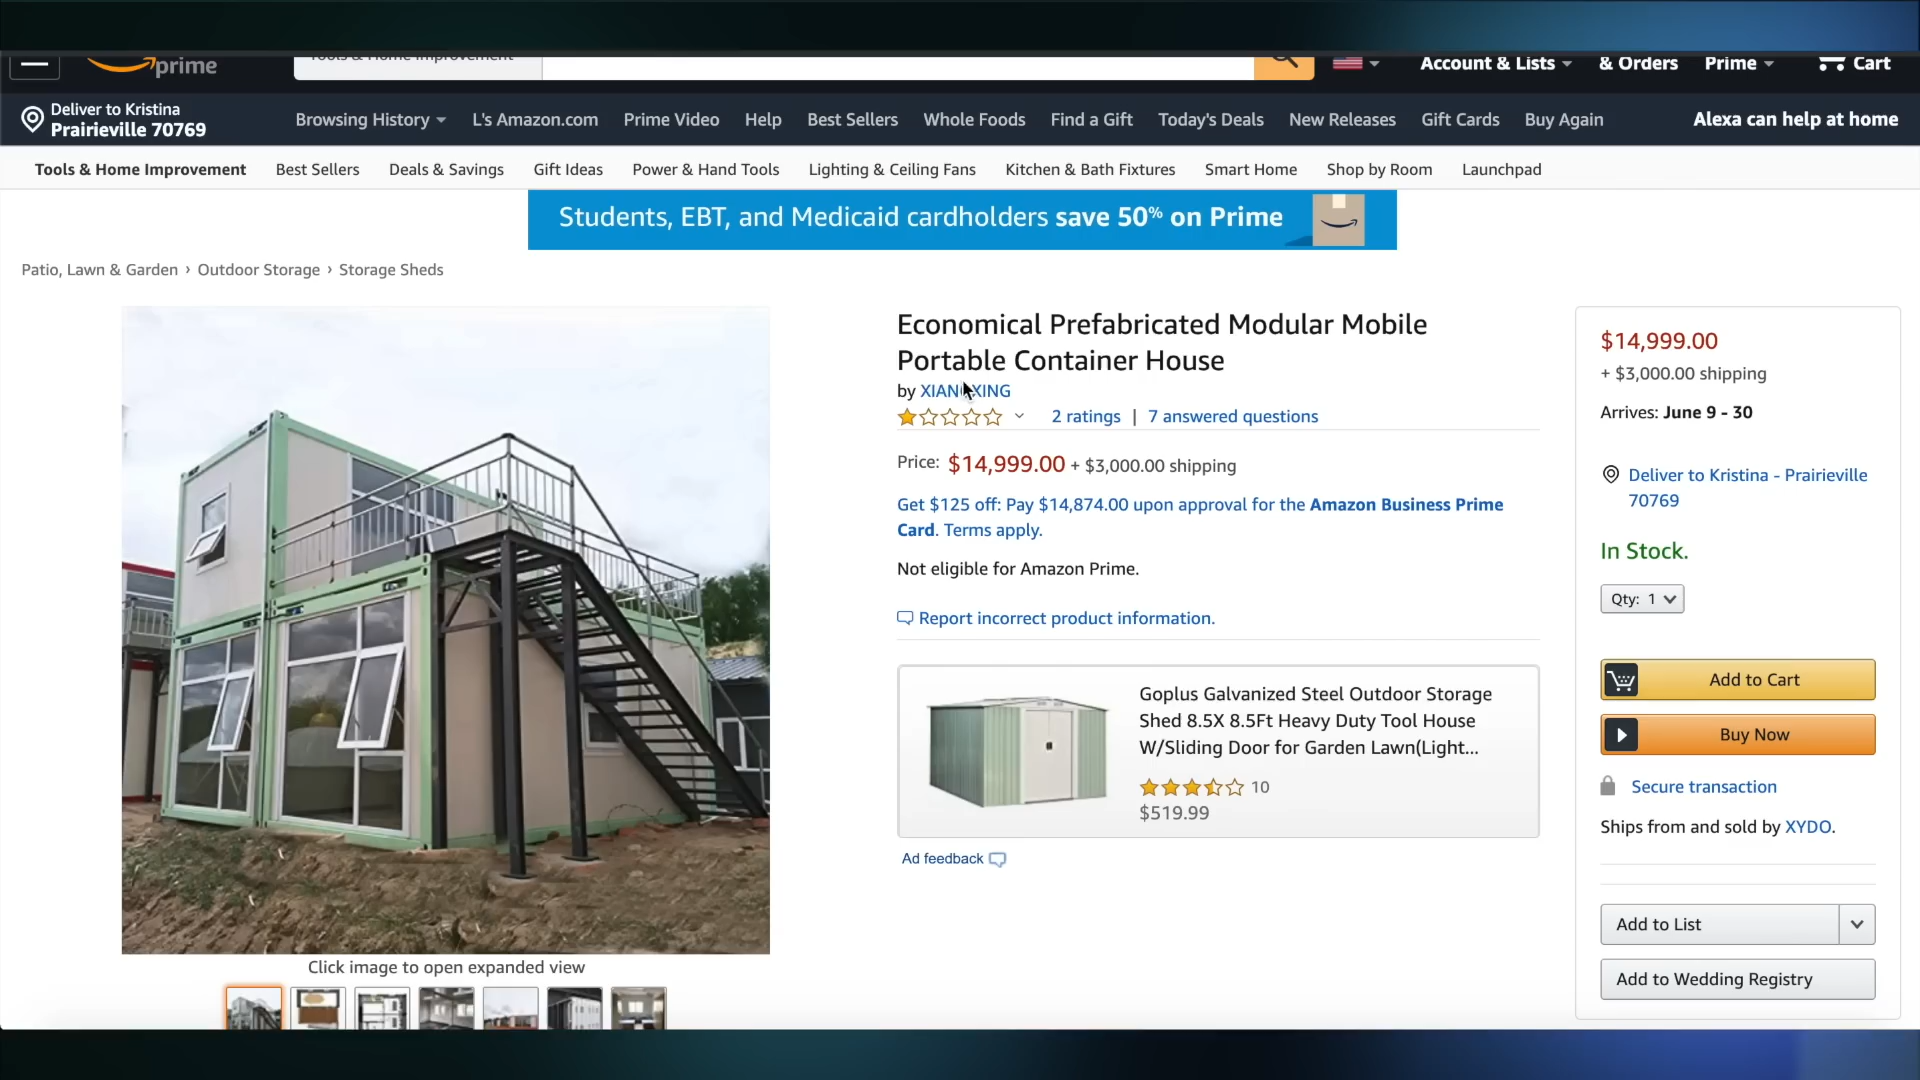 prime
Tools & Home Improvement
Account & Lists
& Orders
Prime
Cart
Deliver to Kristina
Prairieville 70769
Browsing History
L's Amazon.com
Prime Video
Help
Best Sellers
Whole Foods
Find a Gift
Today's Deals
New Releases
Gift Cards
Buy Again
Alexa can help at home
Tools & Home Improvement
Best Sellers
Deals & Savings
Gift Ideas
Power & Hand Tools
Lighting & Ceiling Fans
Kitchen & Bath Fixtures
Smart Home
Shop by Room
Launchpad
Students, EBT, and Medicaid cardholders save 50% on Prime
Patio, Lawn & Garden › Outdoor Storage › Storage Sheds
Click image to open expanded view
Economical Prefabricated Modular Mobile
Portable Container House
by
2 ratings | 7 answered questions
Price: $14,999.00 + $3,000.00 shipping
Get $125 off: Pay $14,874.00 upon approval for the Amazon Business Prime
Card. Terms apply.
Not eligible for Amazon Prime.
Report incorrect product information.
Goplus Galvanized Steel Outdoor Storage
Shed 8.5X 8.5Ft Heavy Duty Tool House
W/Sliding Door for Garden Lawn(Light...
10
$519.99
Ad feedback
$14,999.00
+ $3,000.00 shipping
Arrives: June 9 - 30
Deliver to Kristina - Prairieville
70769
In Stock.
Qty: 1
Add to Cart
Buy Now
Secure transaction
Ships from and sold by XYDO.
Add to List
Add to Wedding Registry